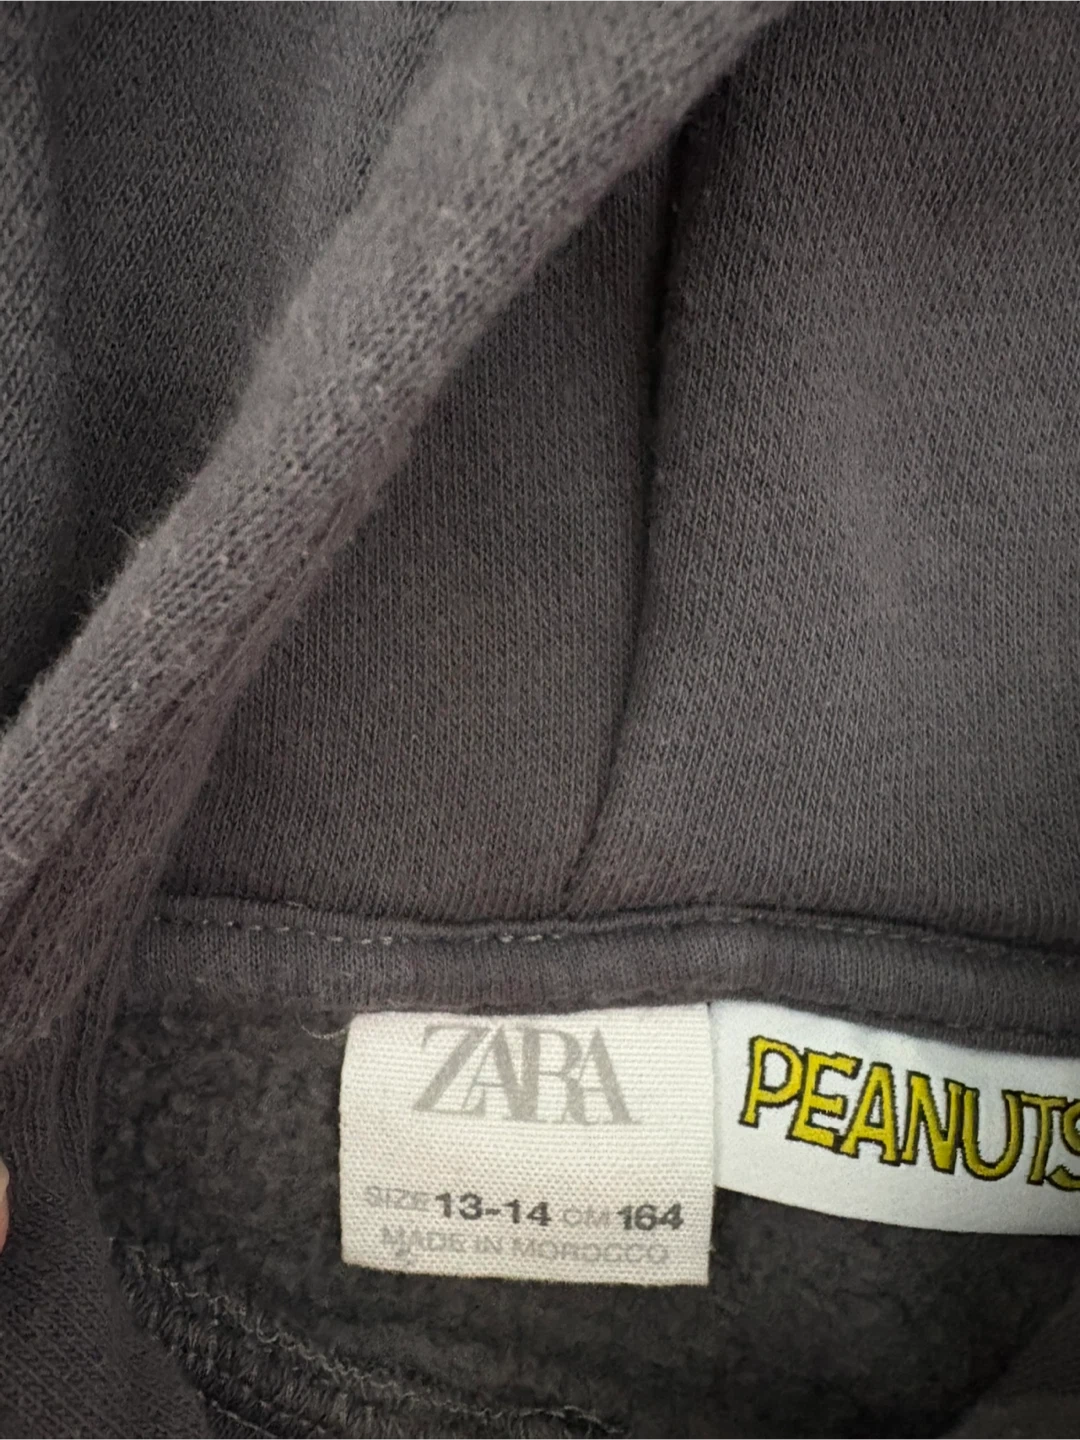 ZARA
SIZE 13-14 CM 164
MADE IN MOROCCO
PEANUTS